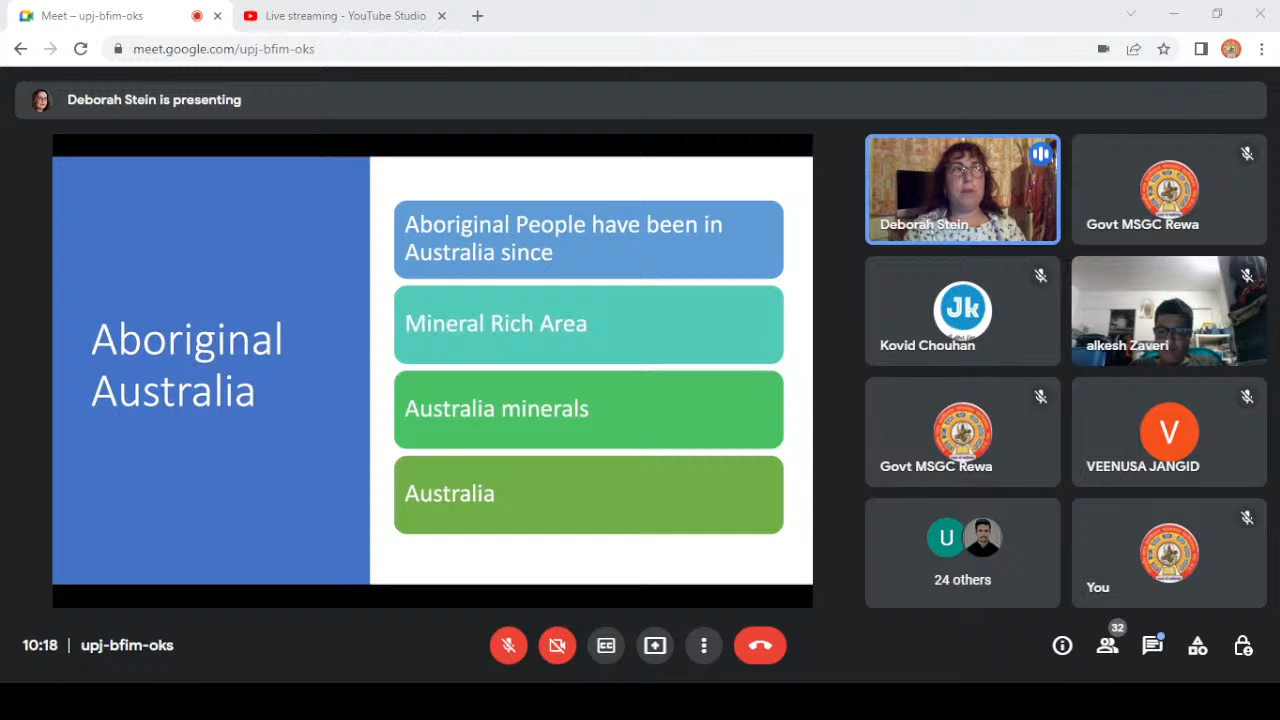 Meet – upj-bfim-oks
Live streaming - YouTube Studio
meet.google.com/upj-bfim-oks
Deborah Stein is presenting
Aboriginal
Australia
Aboriginal People have been in
Australia since
Mineral Rich Area
Australia minerals
Australia
Deborah Stein
Govt MSGC Rewa
Jk
Kovid Chouhan
alkesh Zaveri
Govt MSGC Rewa
V
VEENUSA JANGID
U
24 others
You
10:18 | upj-bfim-oks
CC
32